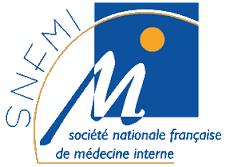 SNFMI
M
société nationale française
de médecine interne